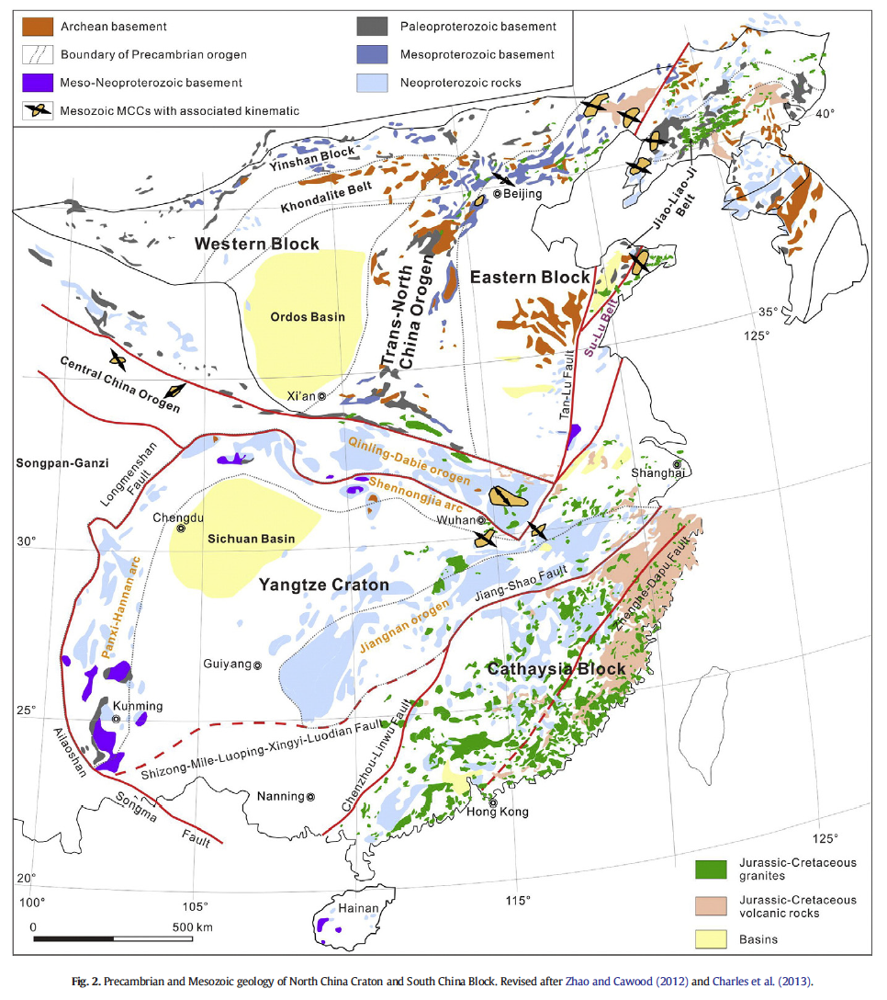 Archean basement
Paleoproterozoic basement
Boundary of Precambrian orogen
Mesoproterozoic basement
Meso-Neoproterozoic basement
Neoproterozoic rocks
Mesozoic MCCs with associated kinematic
40°
Yinshan Block
Khondalite Belt
Beijing
Jiao-Liao-Ji
Belt
Western Block
Eastern Block
Trans-North
China Orogen
Ordos Basin
Su-Lu Belt
35°
125°
Tan-Lu Fault
Central China Orogen
Xi'an
Songpan-Ganzi
Longmenshan
Fault
Qinling-Dabie orogen
Shennongjia arc
Shanghai
Chengdu
Wuhan
Sichuan Basin
30°
Yangtze Craton
Jiang-Shao Fault
Zhenghe-Dapu Fault
Panxi-Hannan arc
Jiangnan orogen
Guiyang
Cathaysia Block
25°
Kunming
Ailaoshan
Shizong-Mile-Luoping-Xingyi-Luodian Fault
Chenzhou-Linwu Fault
Nanning
Songma
Fault
Hong Kong
125°
20°
100°
105°
115°
Hainan
0
500 km
Jurassic-Cretaceous
granites
Jurassic-Cretaceous
volcanic rocks
Basins
Fig. 2. Precambrian and Mesozoic geology of North China Craton and South China Block. Revised after Zhao and Cawood (2012) and Charles et al. (2013).